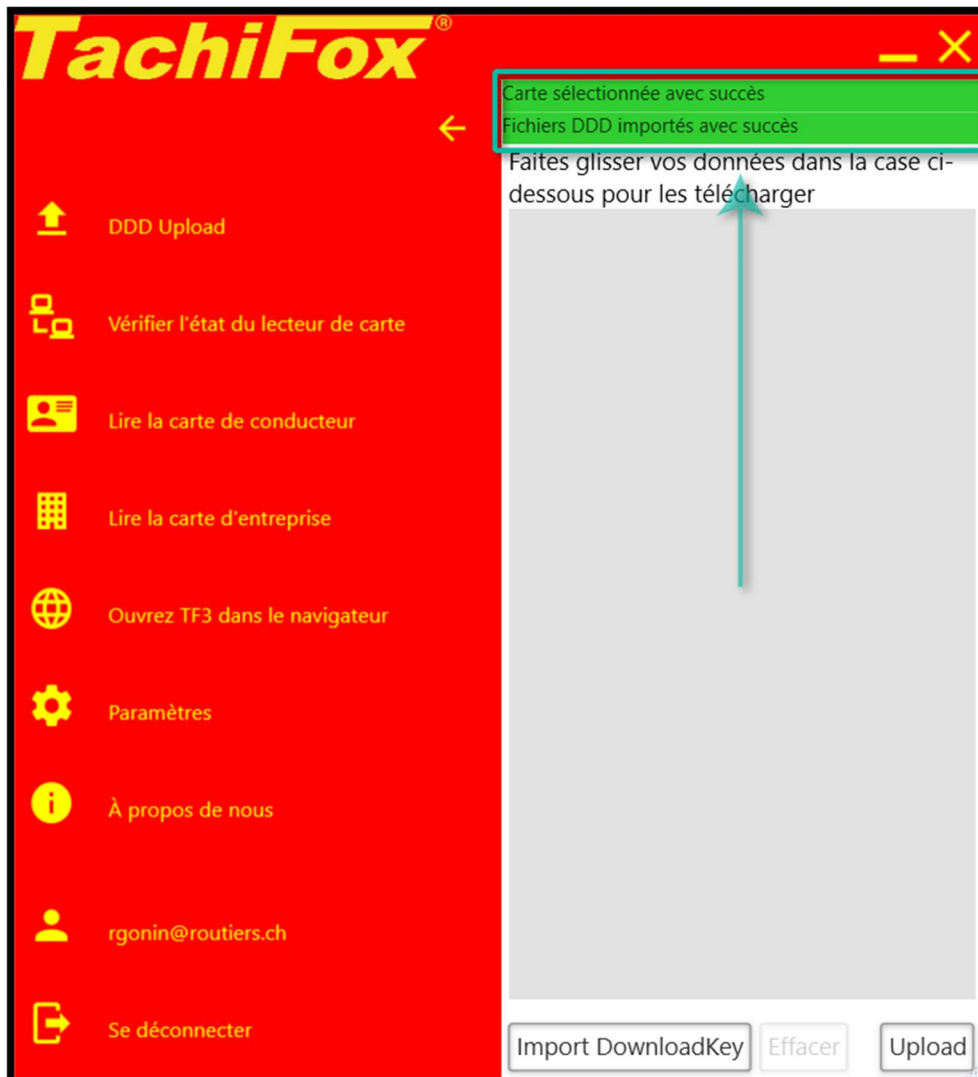 TachiFox®
Carte sélectionnée avec succès
Fichiers DDD importés avec succès
Faites glisser vos données dans la case ci-
dessous pour les télécharger
DDD Upload
Vérifier l'état du lecteur de carte
Lire la carte de conducteur
Lire la carte d'entreprise
Ouvrez TF3 dans le navigateur
Paramètres
À propos de nous
rgonin@routiers.ch
Se déconnecter
Import DownloadKey
Effacer
Upload